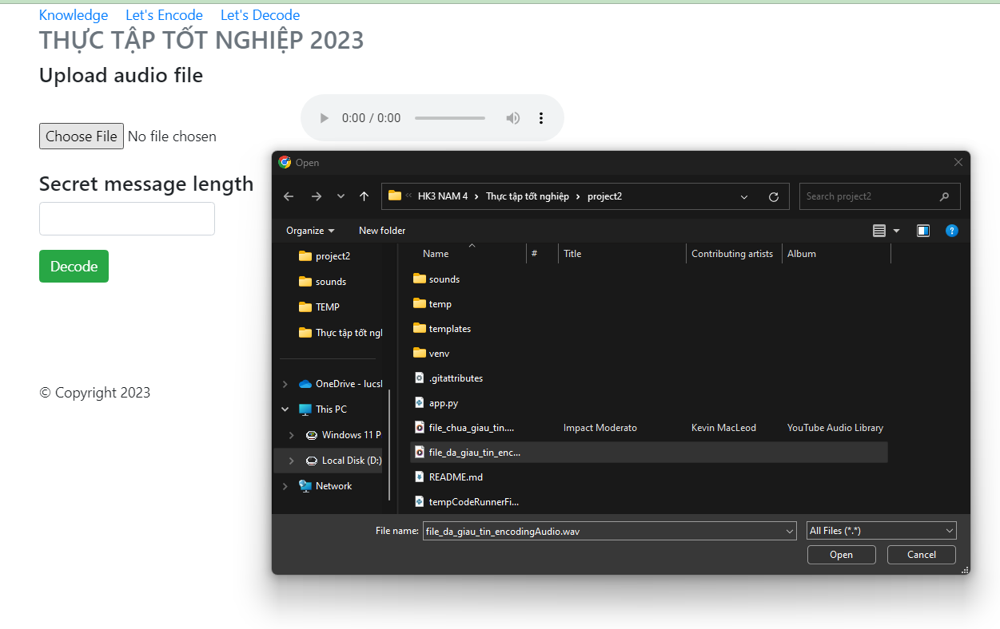 Knowledge Let's Encode Let's Decode
THỰC TẬP TỐT NGHIỆP 2023
Upload audio file
0:00 / 0:00
Choose File No file chosen
Secret message length
Decode
© Copyright 2023
Open
HK3 NAM 4 › Thực tập tốt nghiệp › project2
Search project2
Organize New folder
project2
sounds
TEMP
Thực tập tốt ngl
OneDrive - lucsl
This PC
Windows 11 P
Local Disk (D:)
Network
Name # Title Contributing artists Album
sounds
temp
templates
venv
.gitattributes
app.py
file_chua_giau_tin.... Impact Moderato Kevin MacLeod YouTube Audio Library
file_da_giau_tin_enc...
README.md
tempCodeRunnerFi...
File name: file_da_giau_tin_encodingAudio.wav All Files (*.*)
Open Cancel